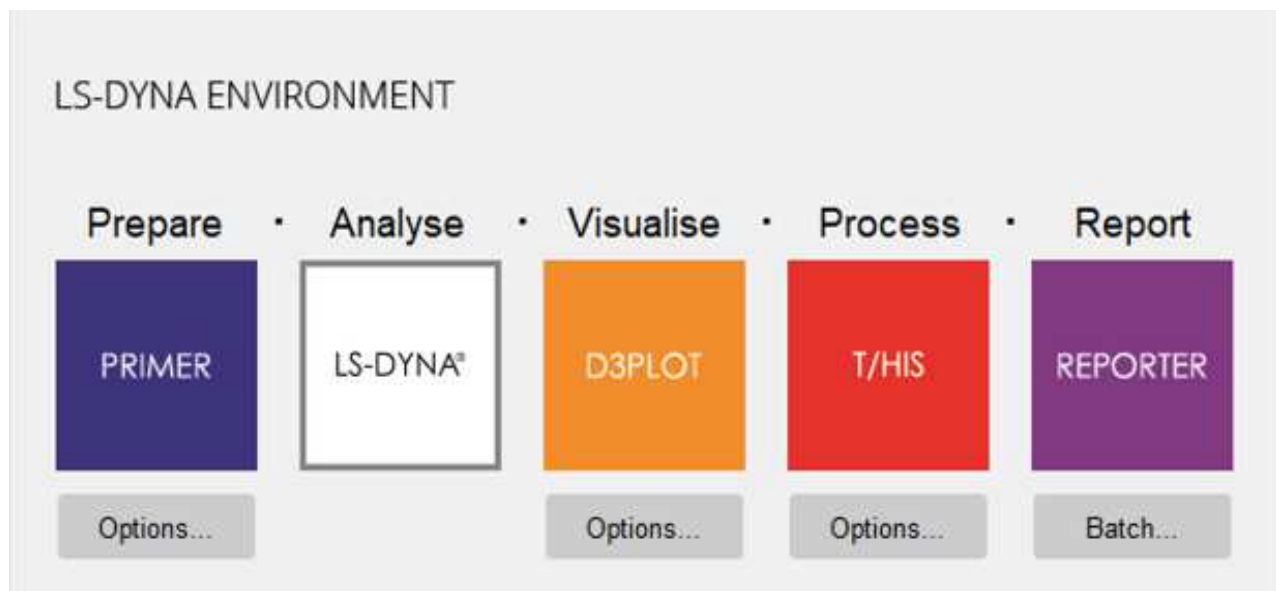 LS-DYNA ENVIRONMENT
Prepare · Analyse · Visualise · Process · Report
PRIMER LS-DYNA® D3PLOT T/HIS REPORTER
Options... Options... Options... Batch...